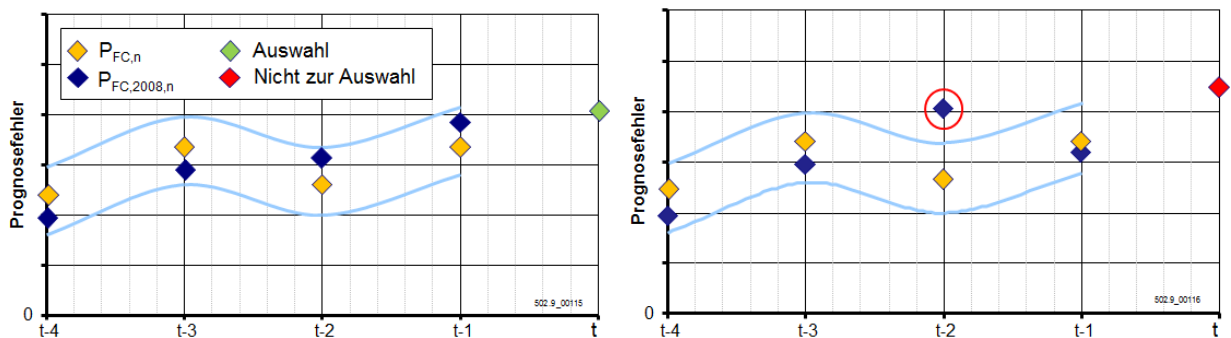 P_FC,n
Auswahl
P_FC,2008,n
Nicht zur Auswahl
Prognosefehler
0
502.9_00115
t-4 t-3 t-2 t-1 t
Prognosefehler
0
502.9_00116
t-4 t-3 t-2 t-1 t